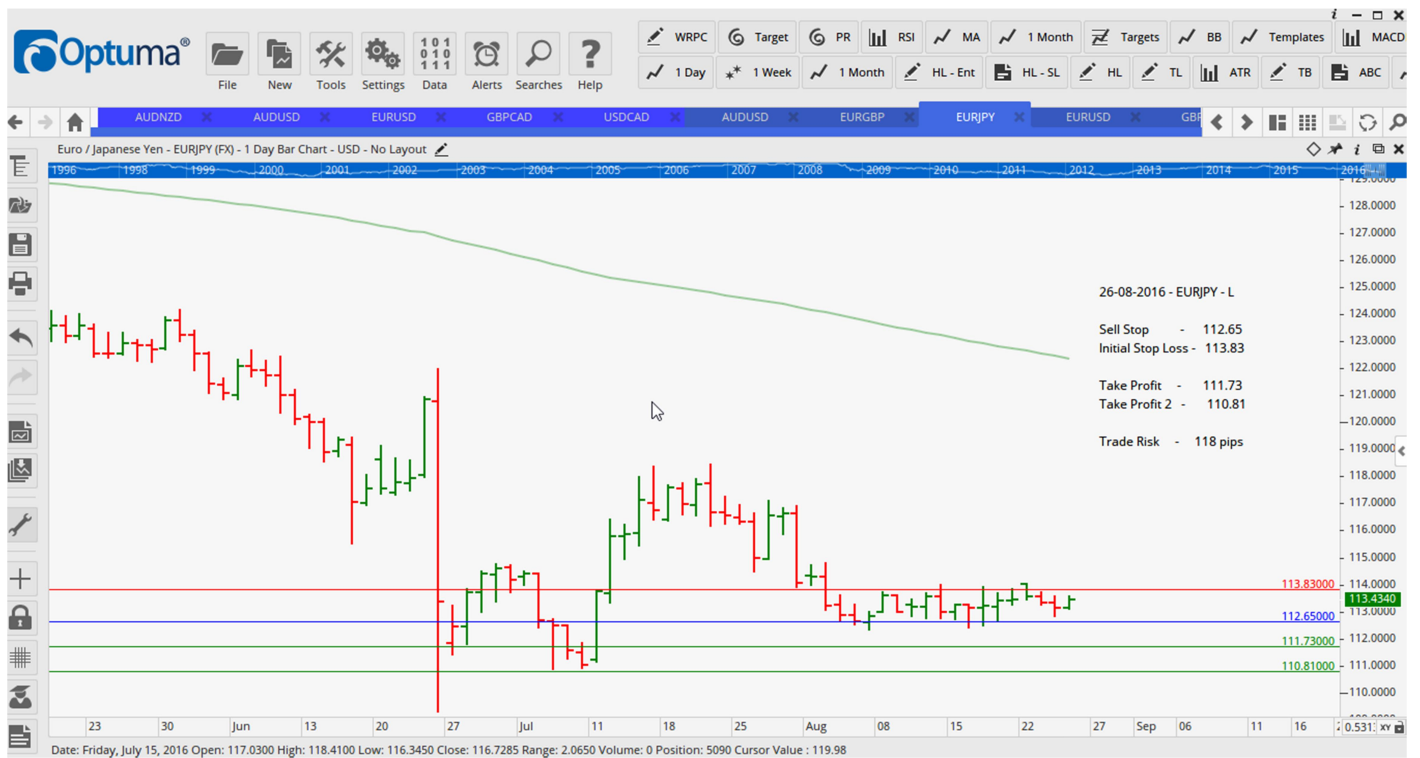 Optuma®
File
New
Tools
Settings
Data
Alerts
Searches
Help
WRPC
Target
PR
RSI
MA
1 Month
Targets
BB
Templates
MACD
1 Day
1 Week
1 Month
HL - Ent
HL - SL
HL
TL
ATR
TB
ABC
AUDNZD
AUDUSD
EURUSD
GBPCAD
USDCAD
AUDUSD
EURGBP
EURJPY
EURUSD
Euro / Japanese Yen - EURJPY (FX) - 1 Day Bar Chart - USD - No Layout
1996 1998 1999 2000 2001 2002 2003 2004 2005 2006 2007 2008 2009 2010 2011 2012 2013 2014 2015 2016
129.0000
128.0000
127.0000
126.0000
125.0000
124.0000
123.0000
122.0000
121.0000
120.0000
119.0000
118.0000
117.0000
116.0000
115.0000
114.0000
113.4340
113.0000
112.0000
111.0000
110.0000
26-08-2016 - EURJPY - L
Sell Stop - 112.65
Initial Stop Loss - 113.83
Take Profit - 111.73
Take Profit 2 - 110.81
Trade Risk - 118 pips
113.83000
112.65000
111.73000
110.81000
23 30 Jun 13 20 27 Jul 11 18 25 Aug 08 15 22 27 Sep 06 11 16
XY
Date: Friday, July 15, 2016 Open: 117.0300 High: 118.4100 Low: 116.3450 Close: 116.7285 Range: 2.0650 Volume: 0 Position: 5090 Cursor Value : 119.98